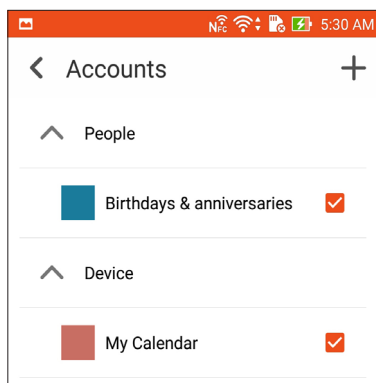 NFC 5:30 AM
Accounts
People
Birthdays & anniversaries
Device
My Calendar